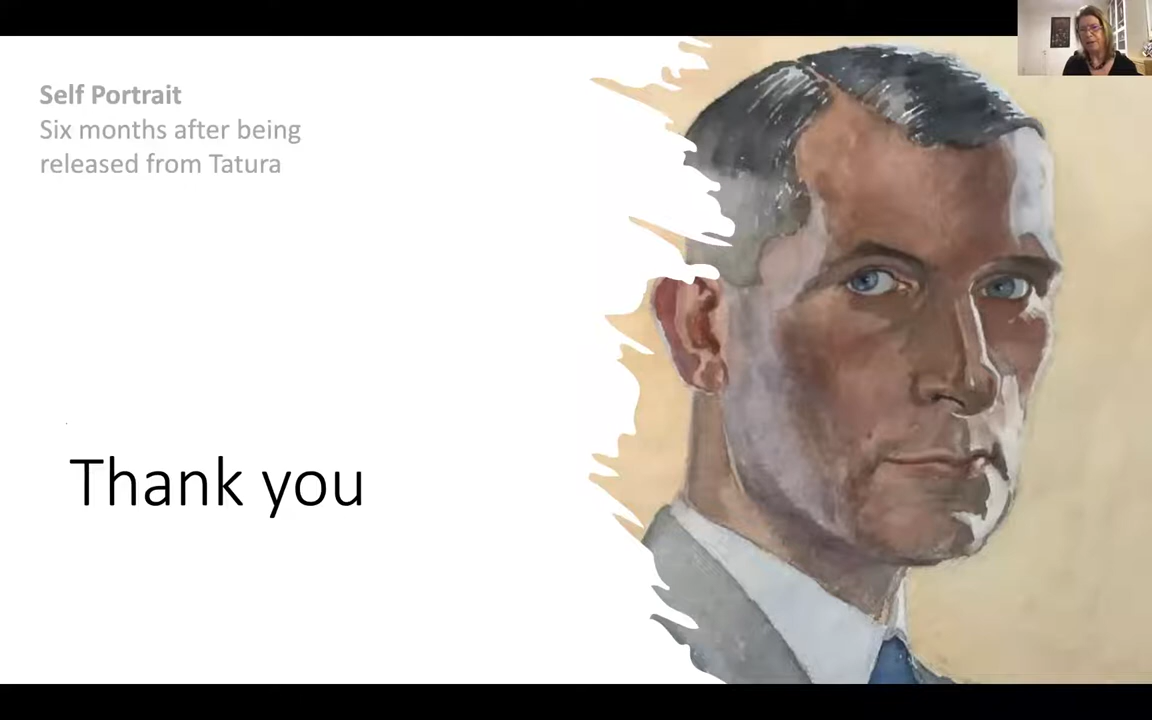 Self Portrait
Six months after being
released from Tatura
Thank you